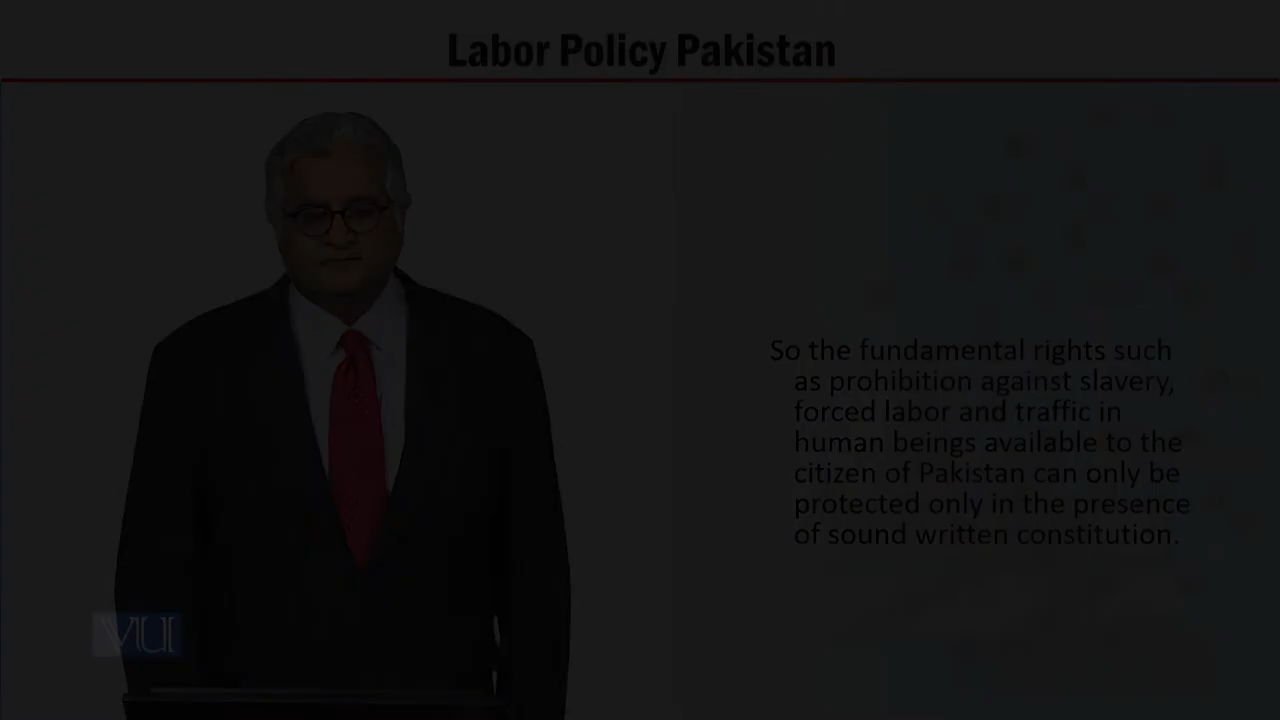 Labor Policy Pakistan
So the fundamental rights such
as prohibition against slavery,
forced labor and traffic in
human beings available to the
citizen of Pakistan can only be
protected only in the presence
of sound written constitution.
VU